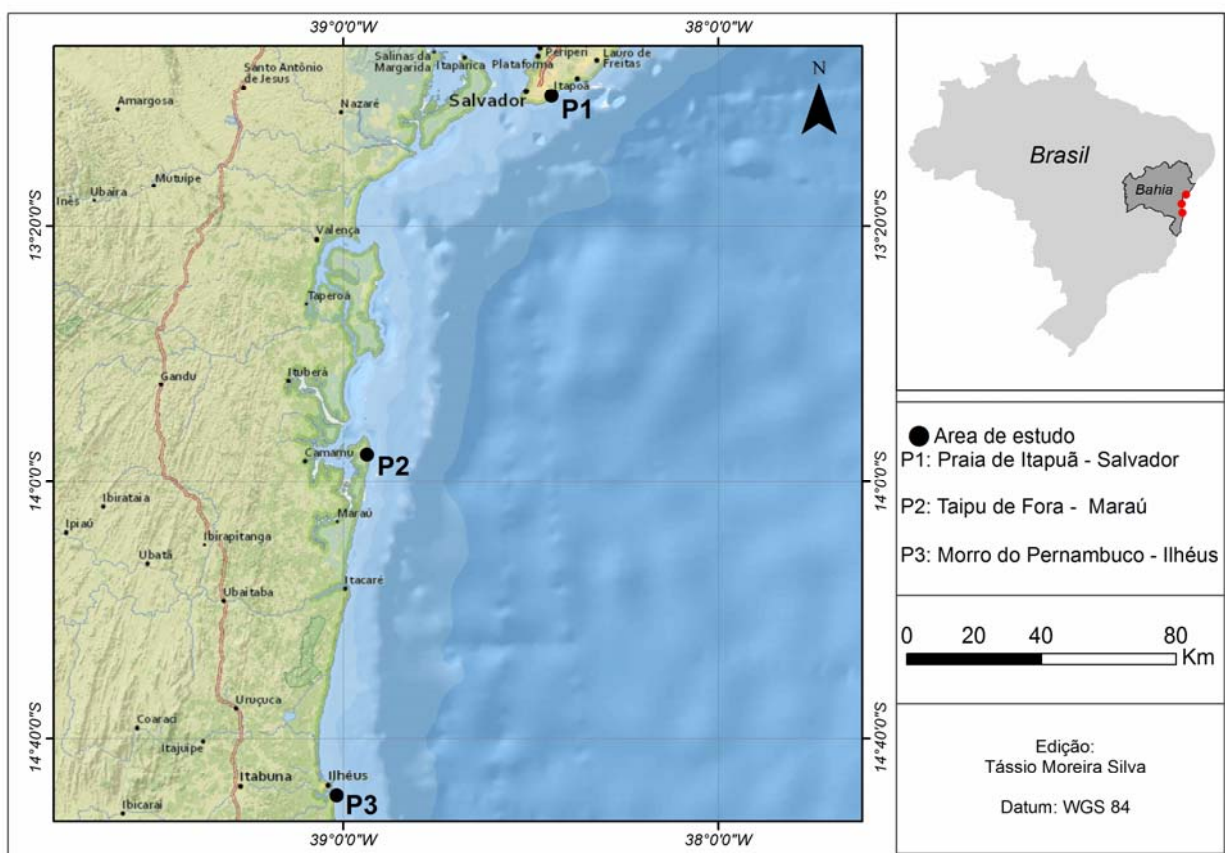 39°0'0"W
38°0'0"W
Salinas da
Margarida
Itaparica
Plataforma
Periperi
Lauro de
Freitas
Santo Antônio
de Jesus
Amargosa
Nazaré
Salvador
Itapoã
P1
N
Mutuipe
Ubaíra
Inês
13°20'0"S
13°20'0"S
Valença
Taperoá
Ituberá
Gandu
Camamu
P2
14°0'0"S
14°0'0"S
Ibirataia
Maraú
Ipiaú
Ibirapitanga
Ubatã
Itacaré
Ubaitaba
Uruçuca
Coaraci
14°40'0"S
14°40'0"S
Itajuipe
Itabuna
Ilhéus
P3
Ibicarai
39°0'0"W
38°0'0"W
Brasil
Bahia
Area de estudo
P1: Praia de Itapuã - Salvador
P2: Taipu de Fora - Maraú
P3: Morro do Pernambuco - Ilhéus
0 20 40 80
Km
Edição:
Tássio Moreira Silva
Datum: WGS 84